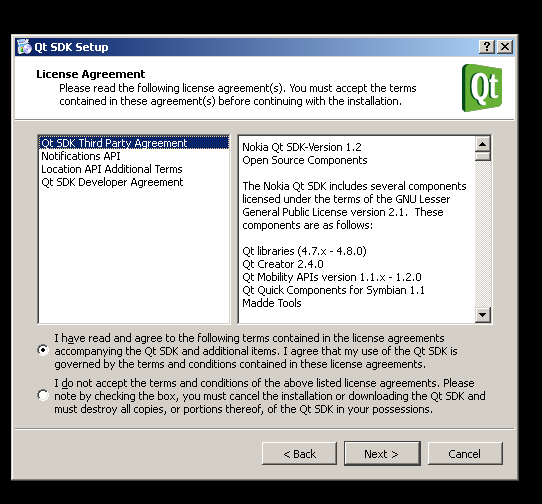 Qt SDK Setup
License Agreement
Please read the following license agreement(s). You must accept the terms
contained in these agreement(s) before continuing with the installation.
Qt
Qt SDK Third Party Agreement
Notifications API
Location API Additional Terms
Qt SDK Developer Agreement
Nokia Qt SDK-Version 1.2
Open Source Components
The Nokia Qt SDK includes several components
licensed under the terms of the GNU Lesser
General Public License version 2.1.  These
components are as follows:
Qt libraries (4.7.x - 4.8.0)
Qt Creator 2.4.0
Qt Mobility APIs version 1.1.x - 1.2.0
Qt Quick Components for Symbian 1.1
Madde Tools
I have read and agree to the following terms contained in the license agreements
accompanying the Qt SDK and additional items. I agree that my use of the Qt SDK is
governed by the terms and conditions contained in these license agreements.
I do not accept the terms and conditions of the above listed license agreements. Please
note by checking the box, you must cancel the installation or downloading the Qt SDK and
must destroy all copies, or portions thereof, of the Qt SDK in your possessions.
< Back
Next >
Cancel